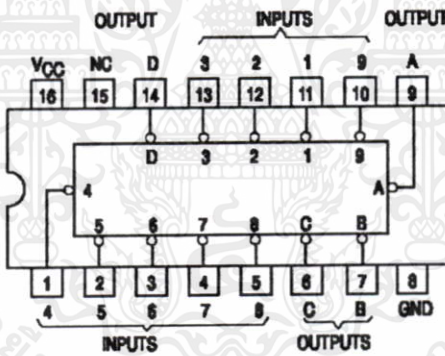 OUTPUT INPUTS OUTPUT
VCC NC D 3 2 1 9 A
16 15 14 13 12 11 10 9
D 3 2 1 9
4 A
5 6 7 8 C B
1 2 3 4 5 6 7 8
4 5 6 7 8 C B GND
INPUTS OUTPUTS